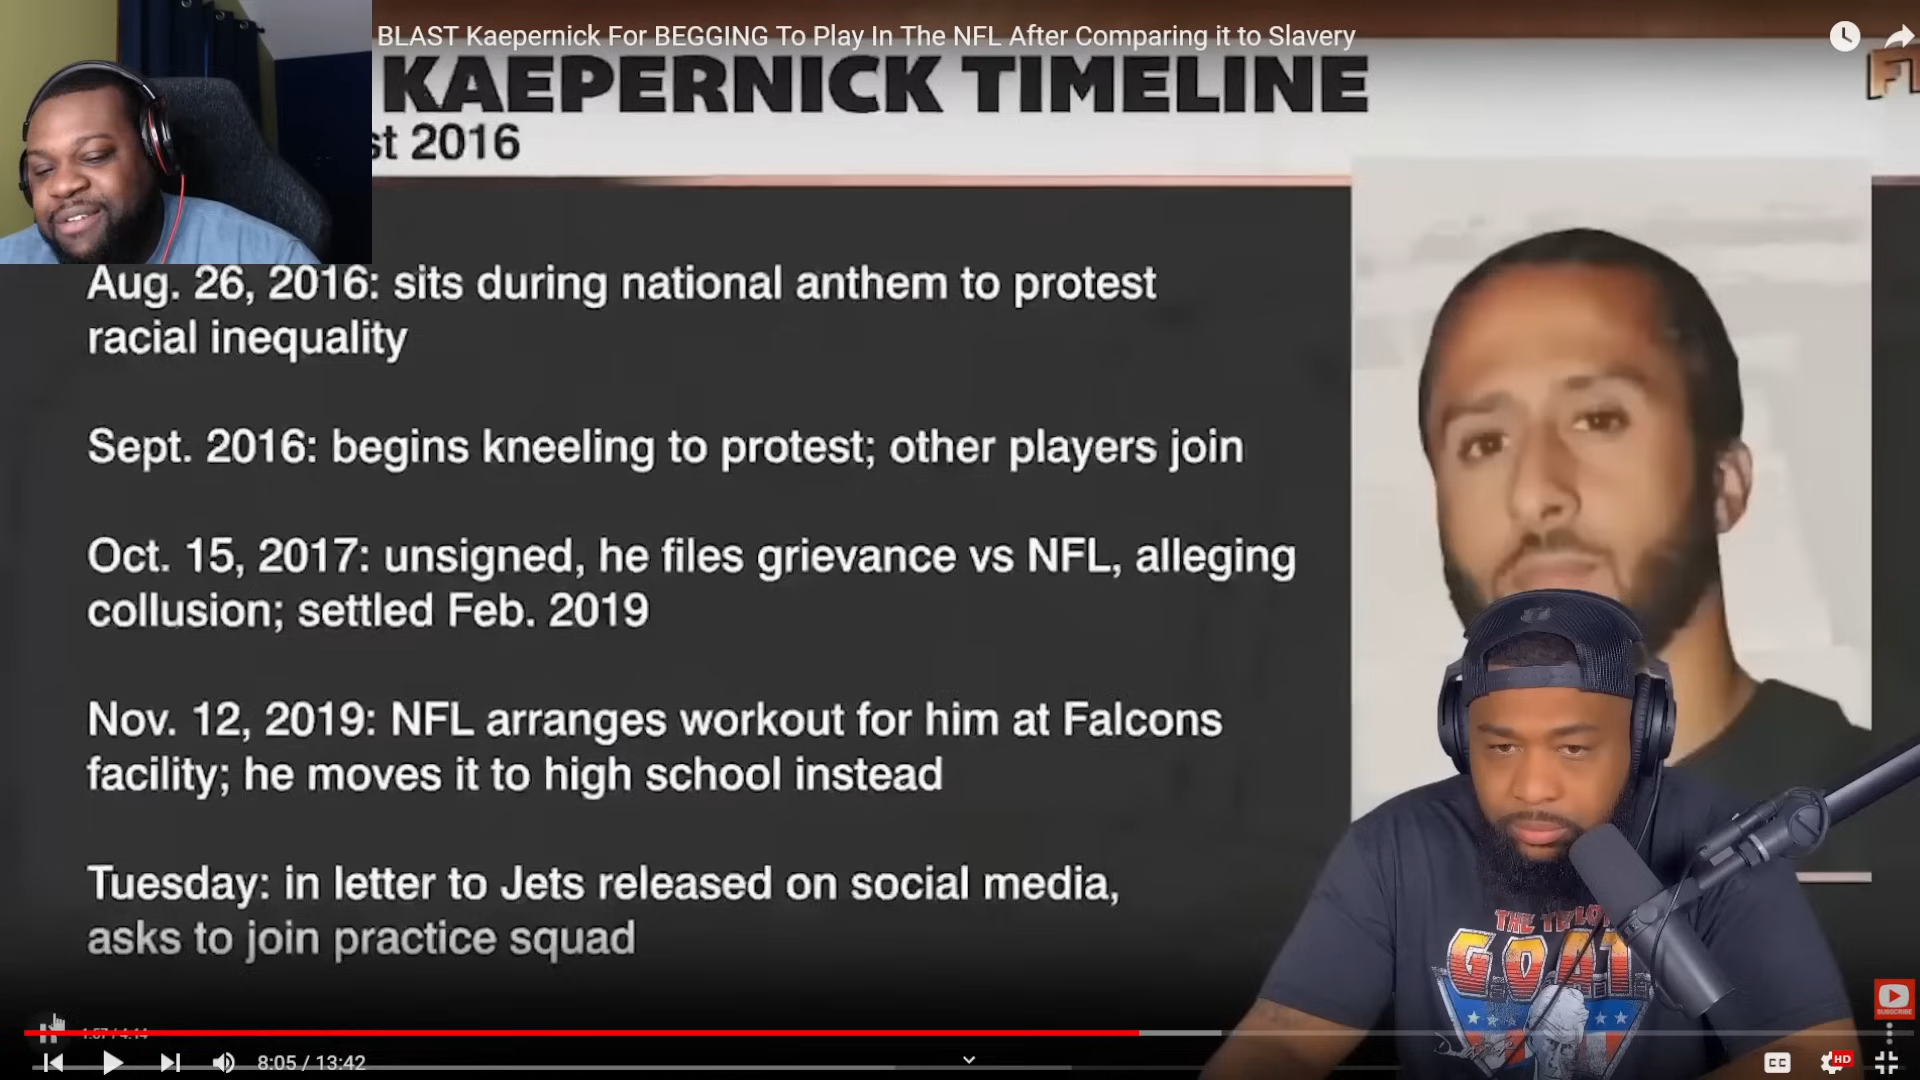 BLAST Kaepernick For BEGGING To Play In The NFL After Comparing it to Slavery
KAEPERNICK TIMELINE
st 2016
Aug. 26, 2016: sits during national anthem to protest
racial inequality
Sept. 2016: begins kneeling to protest; other players join
Oct. 15, 2017: unsigned, he files grievance vs NFL, alleging
collusion; settled Feb. 2019
Nov. 12, 2019: NFL arranges workout for him at Falcons
facility; he moves it to high school instead
Tuesday: in letter to Jets released on social media,
asks to join practice squad
THE
G.O.A.T.
SUBSCRIBE
8:05 / 13:42
CC
HD